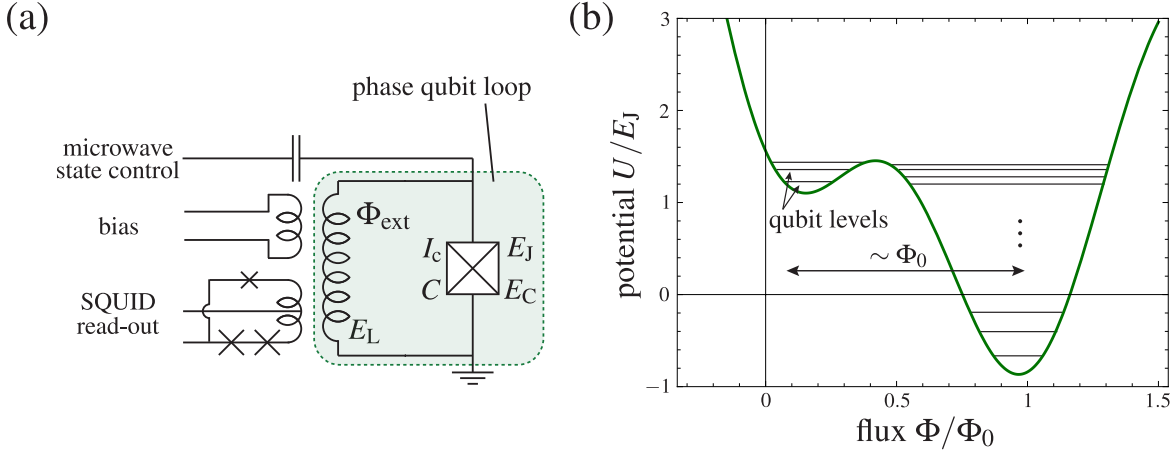 (a)
phase qubit loop
microwave
state control
bias
SQUID
read-out
Φext
Ic
EJ
C
EC
EL
(b)
potential U/EJ
3
2
1
0
−1
qubit levels
∼ Φ0
0
0.5
1
1.5
flux Φ/Φ0